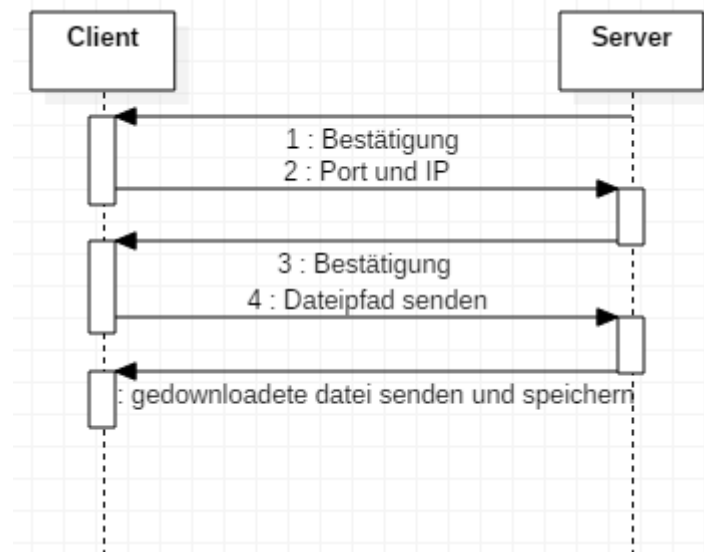 Client
Server
1 : Bestätigung
2 : Port und IP
3 : Bestätigung
4 : Dateipfad senden
: gedownloadete datei senden und speichern